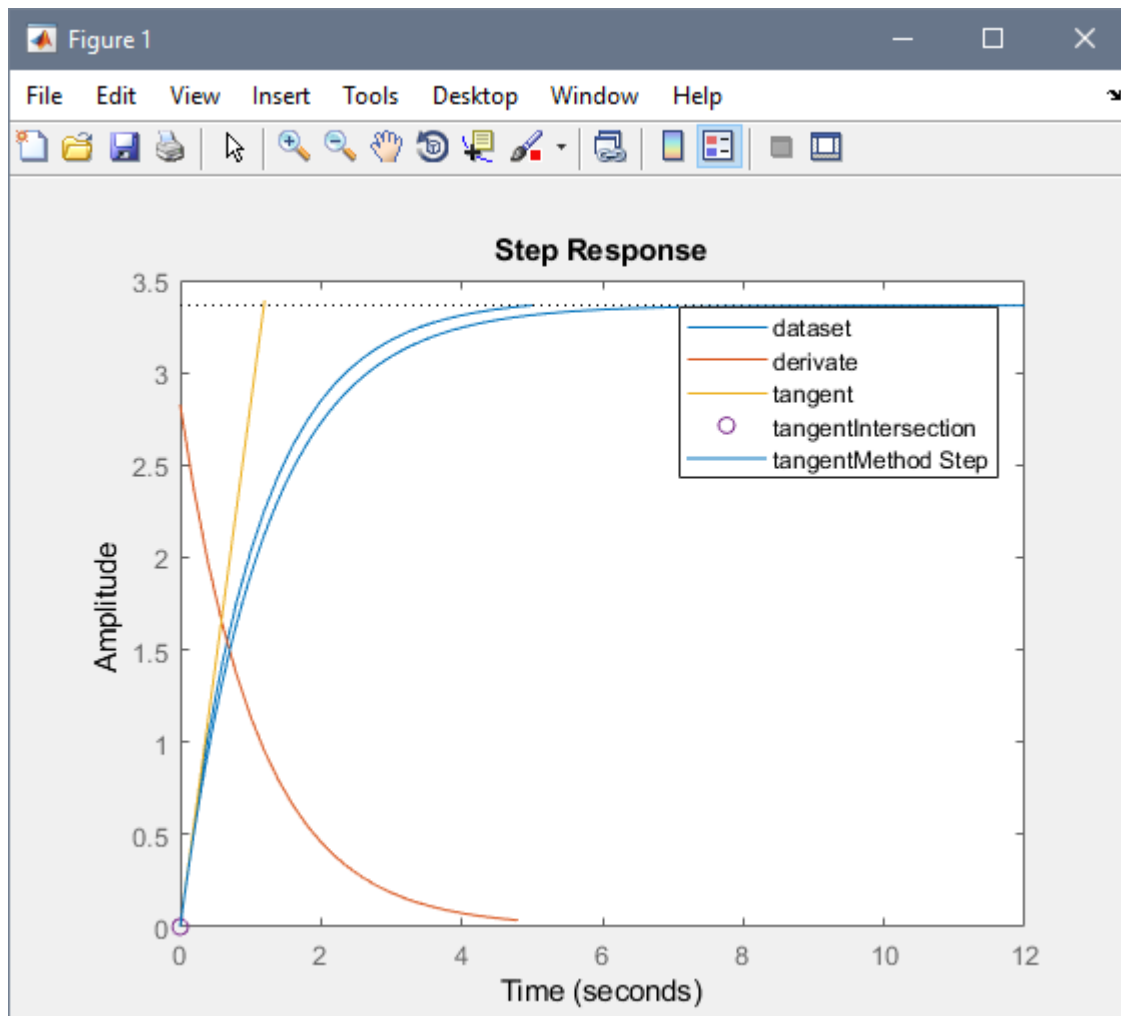 Figure 1
File Edit View Insert Tools Desktop Window Help
Step Response
3.5
3
2.5
2
1.5
1
0.5
0
Amplitude
dataset
derivate
tangent
tangentIntersection
tangentMethod Step
0 2 4 6 8 10 12
Time (seconds)